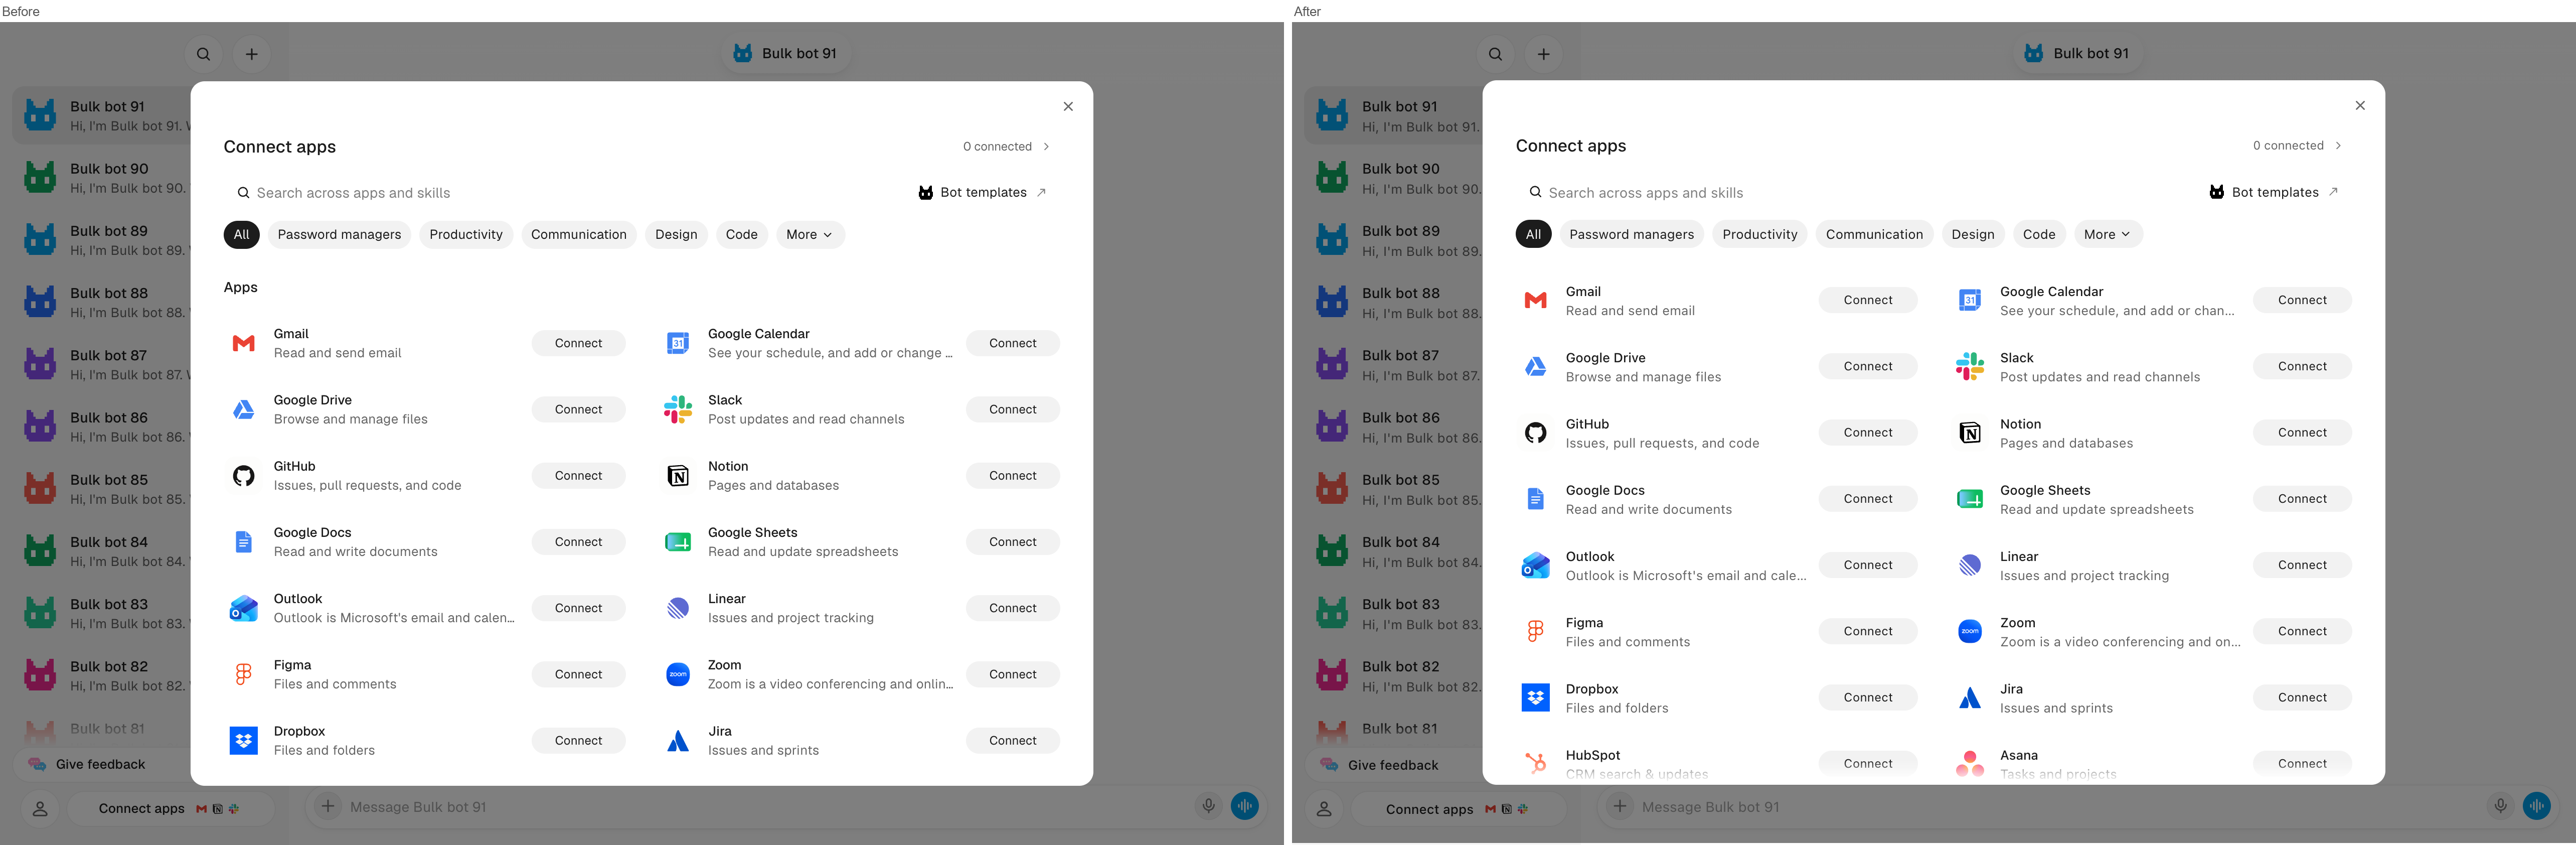 Before
Bulk bot 91
Bulk bot 91
Hi, I'm Bulk bot 91.
Bulk bot 90
Hi, I'm Bulk bot 90.
Bulk bot 89
Hi, I'm Bulk bot 89.
Bulk bot 88
Hi, I'm Bulk bot 88.
Bulk bot 87
Hi, I'm Bulk bot 87.
Bulk bot 86
Hi, I'm Bulk bot 86.
Bulk bot 85
Hi, I'm Bulk bot 85.
Bulk bot 84
Hi, I'm Bulk bot 84.
Bulk bot 83
Hi, I'm Bulk bot 83.
Bulk bot 82
Hi, I'm Bulk bot 82.
Bulk bot 81
Give feedback
Connect apps
Connect apps
0 connected
Search across apps and skills
Bot templates
All Password managers Productivity Communication Design Code More
Apps
Gmail
Read and send email
Connect
Google Calendar
31
See your schedule, and add or change ...
Connect
Google Drive
Browse and manage files
Connect
Slack
Post updates and read channels
Connect
GitHub
Issues, pull requests, and code
Connect
Notion
Pages and databases
Connect
Google Docs
Read and write documents
Connect
Google Sheets
Read and update spreadsheets
Connect
Outlook
Outlook is Microsoft's email and calen...
Connect
Linear
Issues and project tracking
Connect
Figma
Files and comments
Connect
Zoom
zoom
Zoom is a video conferencing and onlin...
Connect
Dropbox
Files and folders
Connect
Jira
Issues and sprints
Connect
Message Bulk bot 91
After
Bulk bot 91
Bulk bot 91
Hi, I'm Bulk bot 91.
Bulk bot 90
Hi, I'm Bulk bot 90.
Bulk bot 89
Hi, I'm Bulk bot 89.
Bulk bot 88
Hi, I'm Bulk bot 88.
Bulk bot 87
Hi, I'm Bulk bot 87.
Bulk bot 86
Hi, I'm Bulk bot 86.
Bulk bot 85
Hi, I'm Bulk bot 85.
Bulk bot 84
Hi, I'm Bulk bot 84.
Bulk bot 83
Hi, I'm Bulk bot 83.
Bulk bot 82
Hi, I'm Bulk bot 82.
Bulk bot 81
Give feedback
Connect apps
Connect apps
0 connected
Search across apps and skills
Bot templates
All Password managers Productivity Communication Design Code More
Gmail
Read and send email
Connect
Google Calendar
31
See your schedule, and add or chan...
Connect
Google Drive
Browse and manage files
Connect
Slack
Post updates and read channels
Connect
GitHub
Issues, pull requests, and code
Connect
Notion
Pages and databases
Connect
Google Docs
Read and write documents
Connect
Google Sheets
Read and update spreadsheets
Connect
Outlook
Outlook is Microsoft's email and cale...
Connect
Linear
Issues and project tracking
Connect
Figma
Files and comments
Connect
Zoom
zoom
Zoom is a video conferencing and on...
Connect
Dropbox
Files and folders
Connect
Jira
Issues and sprints
Connect
HubSpot
CRM search & updates
Connect
Asana
Tasks and projects
Connect
Message Bulk bot 91